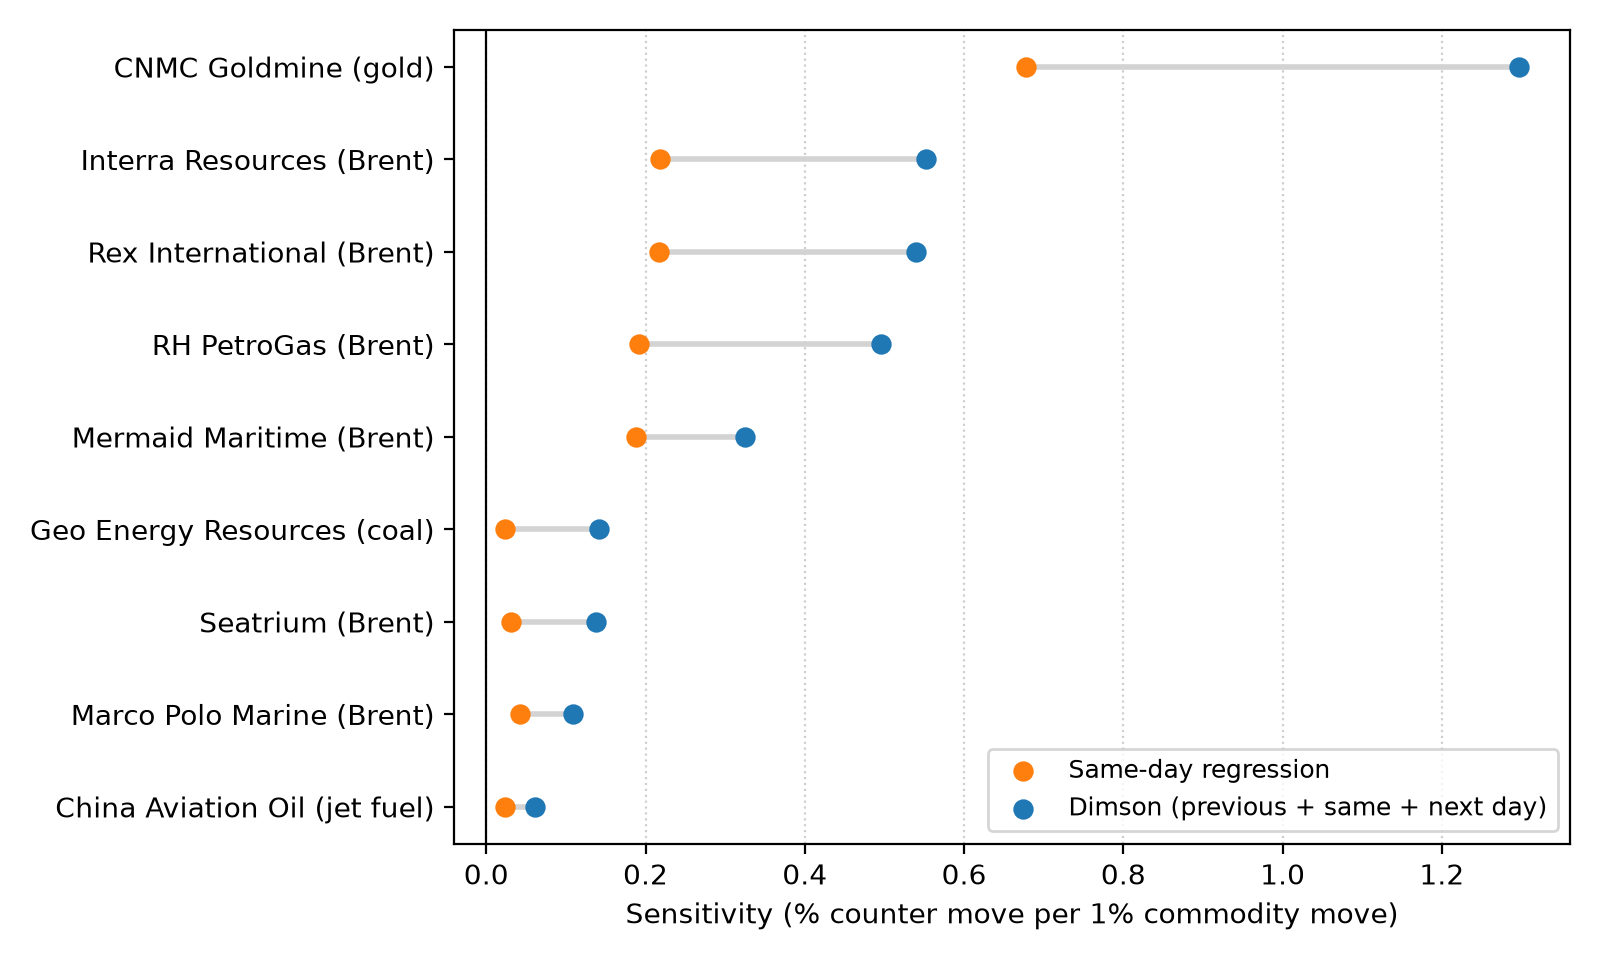 CNMC Goldmine (gold)
Interra Resources (Brent)
Rex International (Brent)
RH PetroGas (Brent)
Mermaid Maritime (Brent)
Geo Energy Resources (coal)
Seatrium (Brent)
Marco Polo Marine (Brent)
China Aviation Oil (jet fuel)
Same-day regression
Dimson (previous + same + next day)
0.0 0.2 0.4 0.6 0.8 1.0 1.2
Sensitivity (% counter move per 1% commodity move)